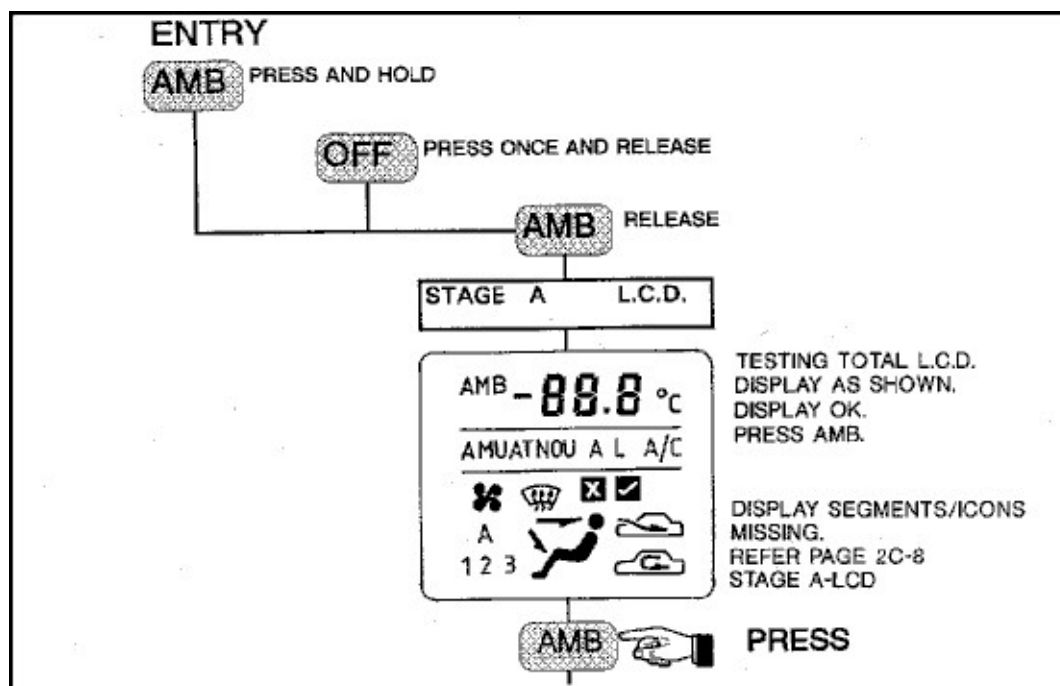 ENTRY
AMB PRESS AND HOLD
OFF PRESS ONCE AND RELEASE
AMB RELEASE
STAGE A L.C.D.
AMB -88.8 °C
AMUATNOU A L A/C
A
1 2 3
TESTING TOTAL L.C.D.
DISPLAY AS SHOWN.
DISPLAY OK.
PRESS AMB.
DISPLAY SEGMENTS/ICONS
MISSING.
REFER PAGE 2C-8
STAGE A-LCD
AMB PRESS